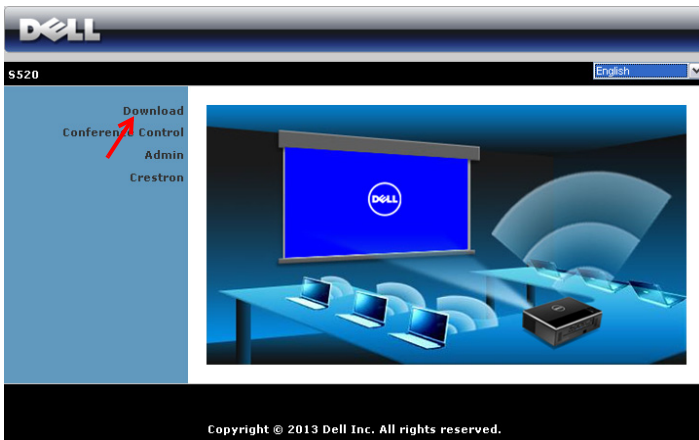 DELL
S520
English
Download
Conference Control
Admin
Crestron
DELL
Copyright © 2013 Dell Inc. All rights reserved.